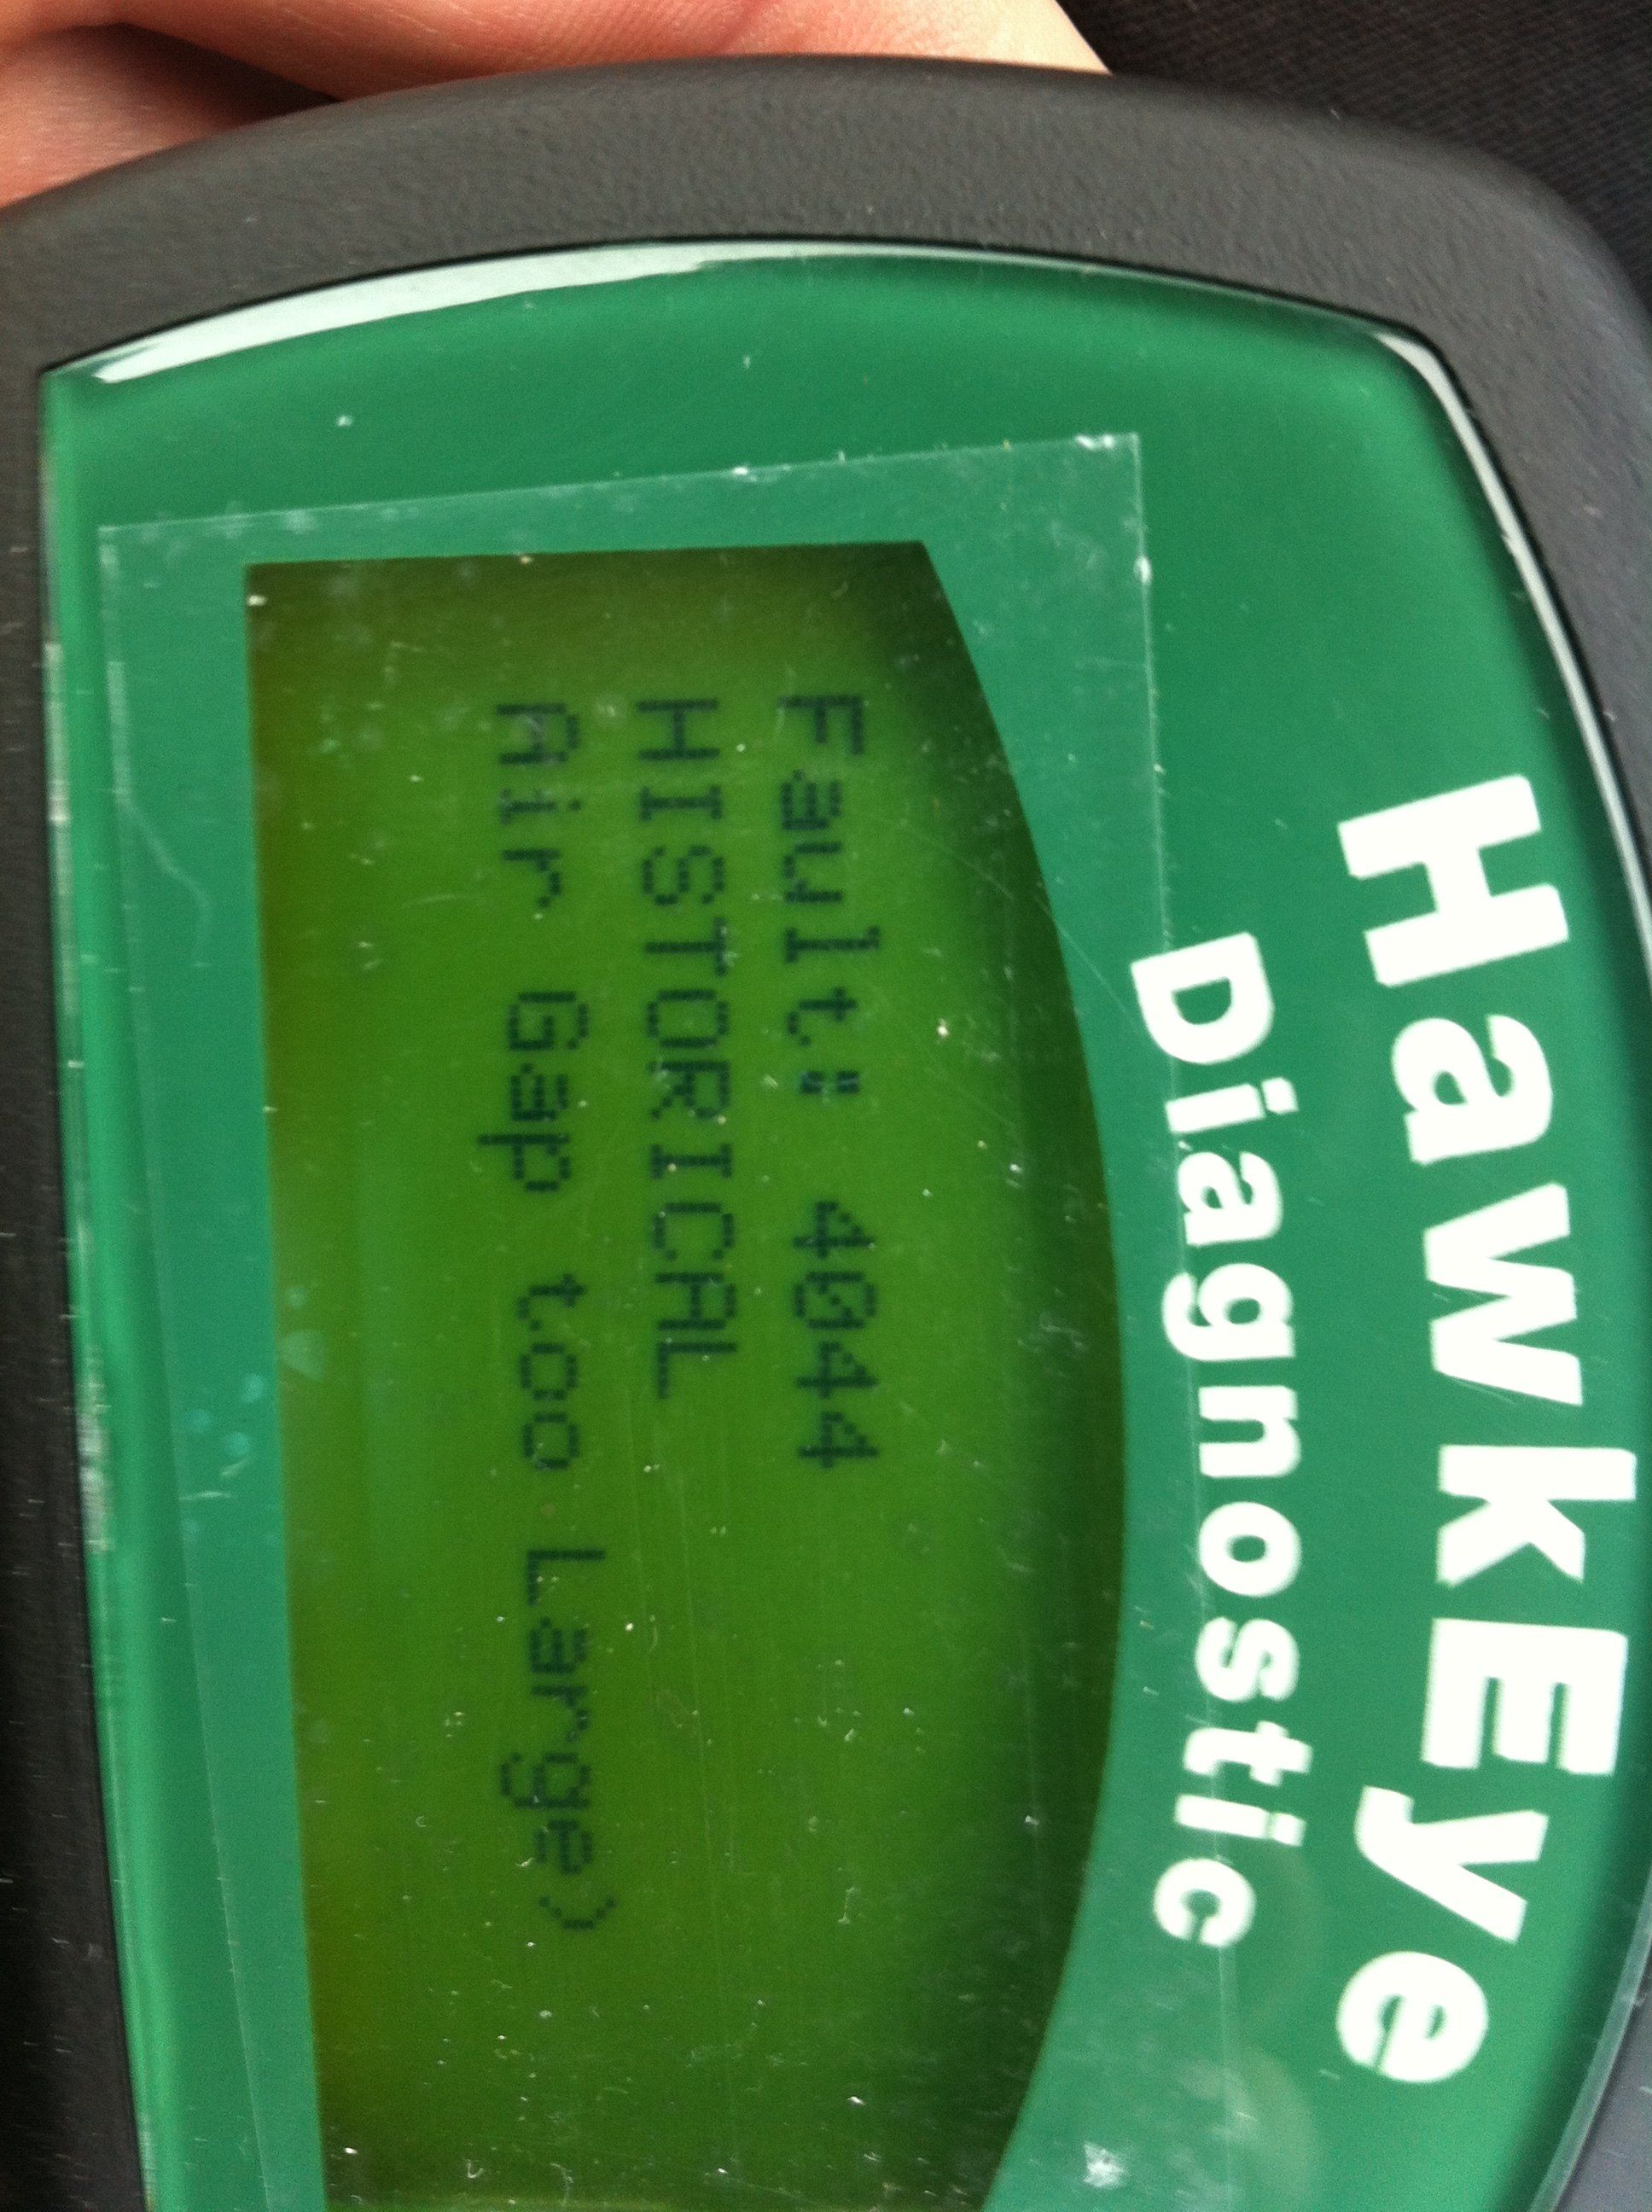 HawkEye
Diagnostic
Fault: 4044
HISTORICAL
Air Gap too Large)